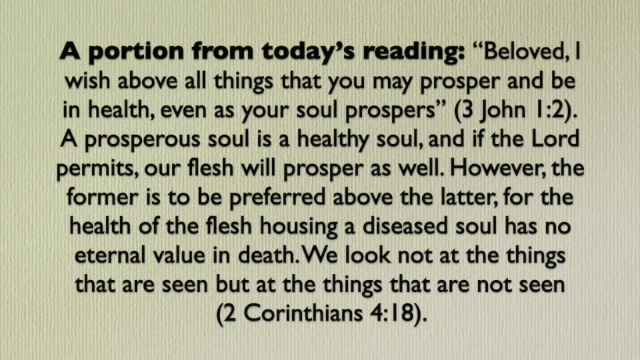 A portion from today's reading: "Beloved, I
wish above all things that you may prosper and be
in health, even as your soul prospers" (3 John 1:2).
A prosperous soul is a healthy soul, and if the Lord
permits, our flesh will prosper as well. However, the
former is to be preferred above the latter, for the
health of the flesh housing a diseased soul has no
eternal value in death. We look not at the things
that are seen but at the things that are not seen
(2 Corinthians 4:18).